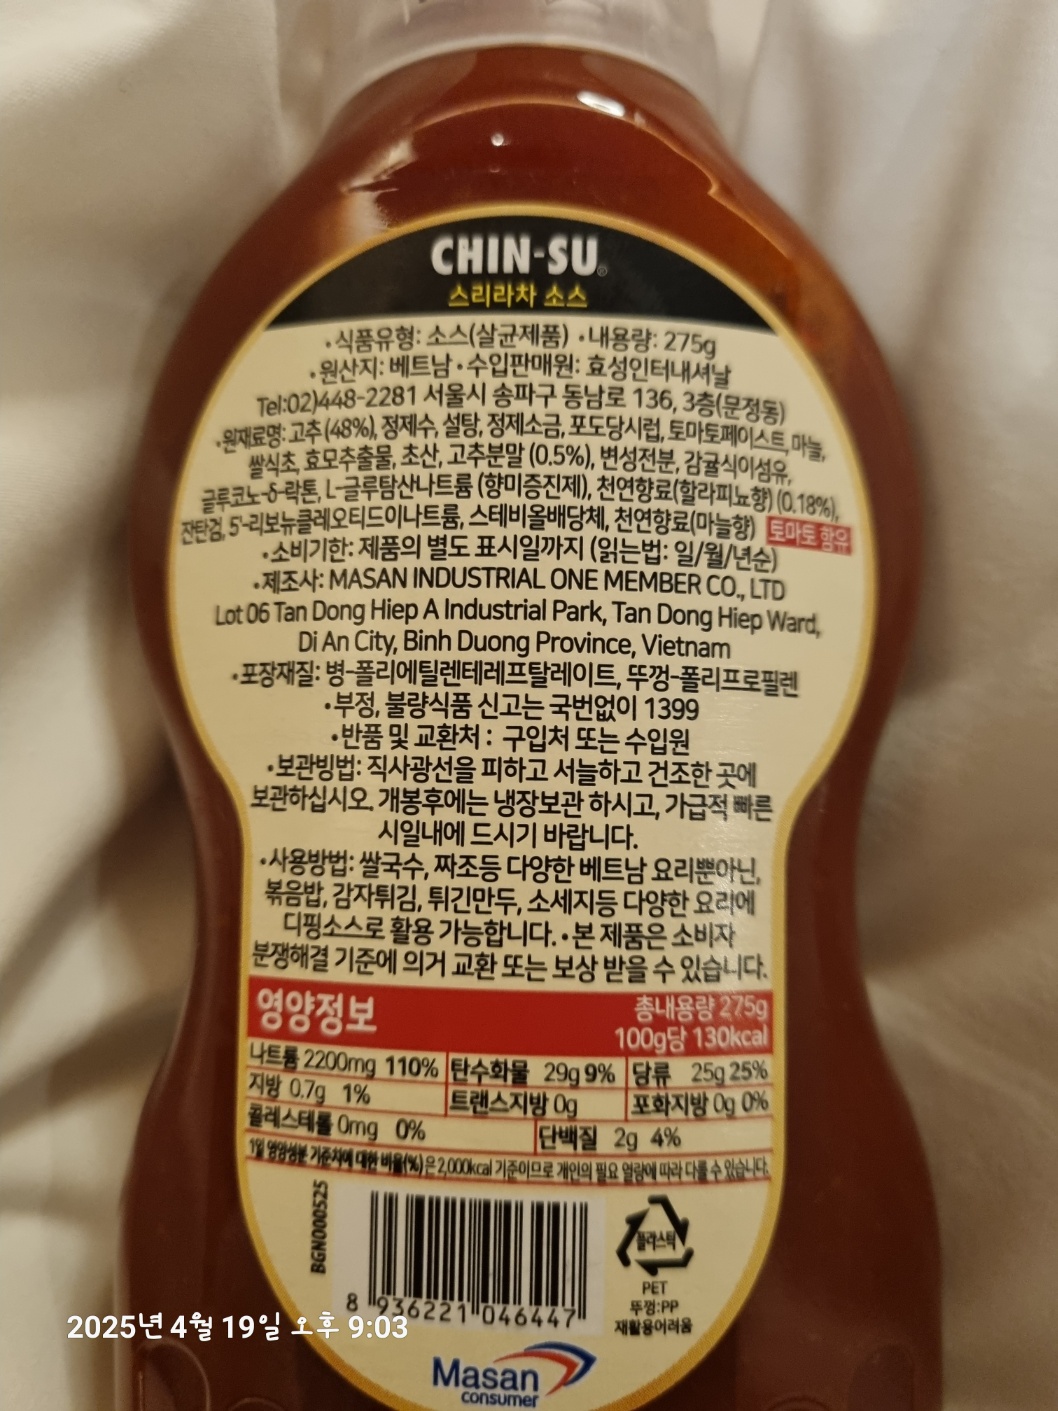 CHIN-SU®
스리라차 소스
•식품유형: 소스(살균제품) •내용량: 275g
•원산지: 베트남 •수입판매원: 효성인터내셔날
Tel:02)448-2281 서울시 송파구 동남로 136, 3층(문정동)
•원재료명: 고추(48%), 정제수, 설탕, 정제소금, 포도당시럽, 토마토페이스트, 마늘,
쌀식초, 효모추출물, 초산, 고추분말 (0.5%), 변성전분, 감귤식이섬유,
글루코노-δ-락톤, L-글루탐산나트륨 (향미증진제), 천연향료(할라피뇨향) (0.18%),
잔탄검, 5'-리보뉴클레오티드이나트륨, 스테비올배당체, 천연향료(마늘향) 토마토 함유
•소비기한: 제품의 별도 표시일까지 (읽는법: 일/월/년순)
•제조사: MASAN INDUSTRIAL ONE MEMBER CO., LTD
Lot 06 Tan Dong Hiep A Industrial Park, Tan Dong Hiep Ward,
Di An City, Binh Duong Province, Vietnam
•포장재질: 병-폴리에틸렌테레프탈레이트, 뚜껑-폴리프로필렌
•부정, 불량식품 신고는 국번없이 1399
•반품 및 교환처 : 구입처 또는 수입원
•보관빙법: 직사광선을 피하고 서늘하고 건조한 곳에
보관하십시오. 개봉후에는 냉장보관 하시고, 가급적 빠른
시일내에 드시기 바랍니다.
•사용방법: 쌀국수, 짜조등 다양한 베트남 요리뿐아닌,
볶음밥, 감자튀김, 튀긴만두, 소세지등 다양한 요리에
디핑소스로 활용 가능합니다. •본 제품은 소비자
분쟁해결 기준에 의거 교환 또는 보상 받을 수 있습니다.
영양정보
총내용량 275g
100g당 130kcal
나트륨 2200mg 110% 탄수화물 29g 9% 당류 25g 25%
지방 0.7g 1% 트랜스지방 0g 포화지방 0g 0%
콜레스테롤 0mg 0% 단백질 2g 4%
1일 영양성분 기준치에 대한 비율(%)은 2,000kcal 기준이므로 개인의 필요 열량에 따라 다를 수 있습니다.
BGN000525
8 936221 046447
플라스틱
PET
뚜껑:PP
재활용어려움
2025년 4월 19일 오후 9:03
Masan
consumer